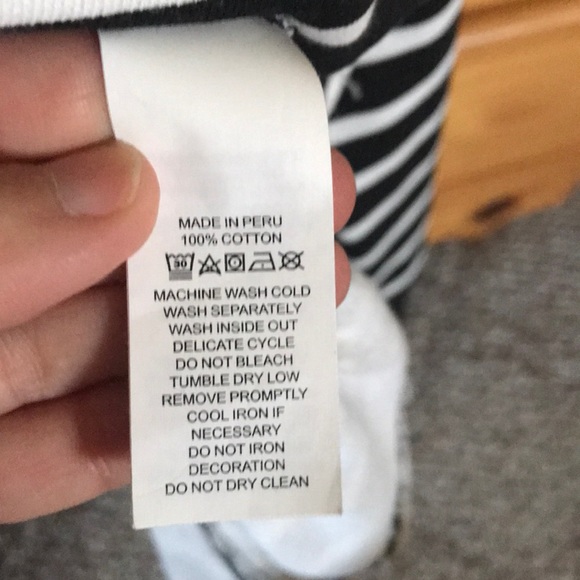 MADE IN PERU
100% COTTON
30
MACHINE WASH COLD
WASH SEPARATELY
WASH INSIDE OUT
DELICATE CYCLE
DO NOT BLEACH
TUMBLE DRY LOW
REMOVE PROMPTLY
COOL IRON IF
NECESSARY
DO NOT IRON
DECORATION
DO NOT DRY CLEAN